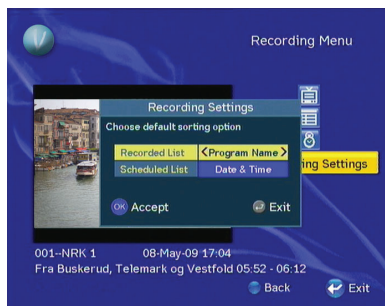 Recording Menu
Recording Settings
Choose default sorting option
Recorded List <Program Name>
Scheduled List Date & Time
ing Settings
OK Accept Exit
001--NRK 1 08-May-09 17:04
Fra Buskerud, Telemark og Vestfold 05:52 - 06:12
Back Exit